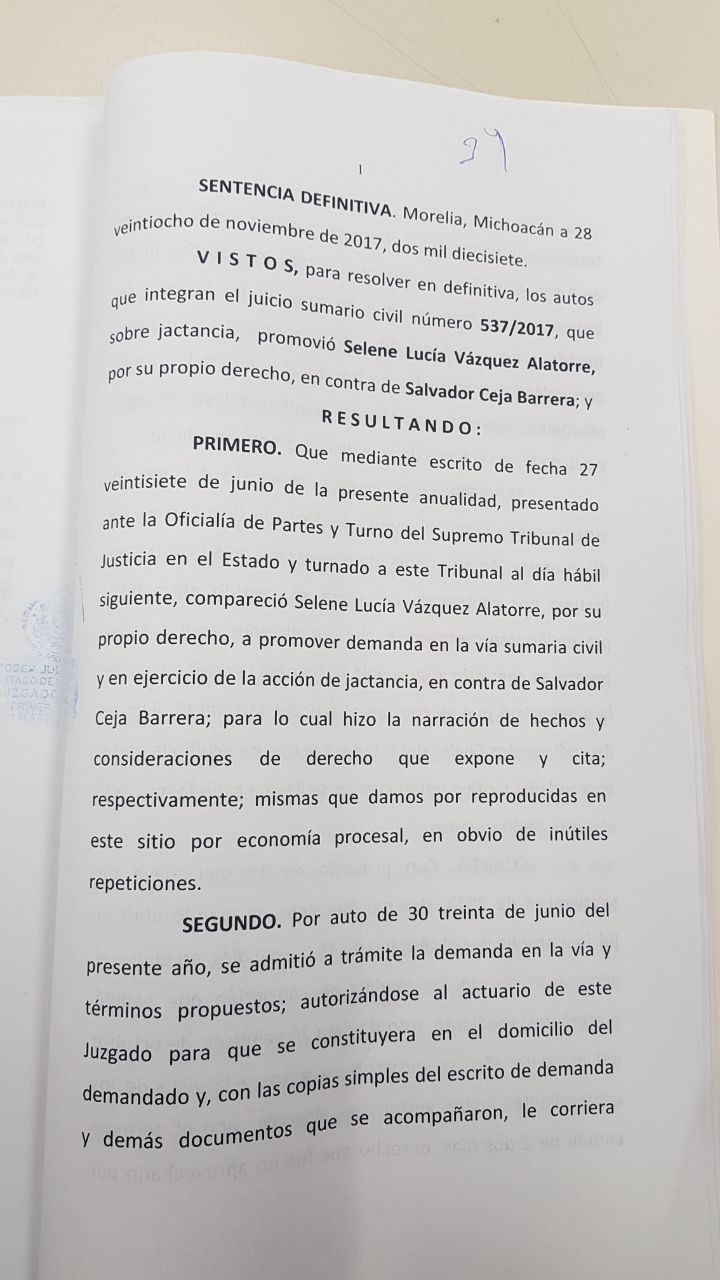 94
1
SENTENCIA DEFINITIVA. Morelia, Michoacán a 28
veintiocho de noviembre de 2017, dos mil diecisiete.
V I S T O S, para resolver en definitiva, los autos
que integran el juicio sumario civil número 537/2017, que
sobre jactancia, promovió Selene Lucía Vázquez Alatorre,
por su propio derecho, en contra de Salvador Ceja Barrera; y
R E S U L T A N D O :
PRIMERO. Que mediante escrito de fecha 27
veintisiete de junio de la presente anualidad, presentado
ante la Oficialía de Partes y Turno del Supremo Tribunal de
Justicia en el Estado y turnado a este Tribunal al día hábil
siguiente, compareció Selene Lucía Vázquez Alatorre, por su
propio derecho, a promover demanda en la vía sumaria civil
y en ejercicio de la acción de jactancia, en contra de Salvador
Ceja Barrera; para lo cual hizo la narración de hechos y
consideraciones de derecho que expone y cita;
respectivamente; mismas que damos por reproducidas en
este sitio por economía procesal, en obvio de inútiles
repeticiones.
SEGUNDO. Por auto de 30 treinta de junio del
presente año, se admitió a trámite la demanda en la vía y
términos propuestos; autorizándose al actuario de este
Juzgado para que se constituyera en el domicilio del
demandado y, con las copias simples del escrito de demanda
y demás documentos que se acompañaron, le corriera